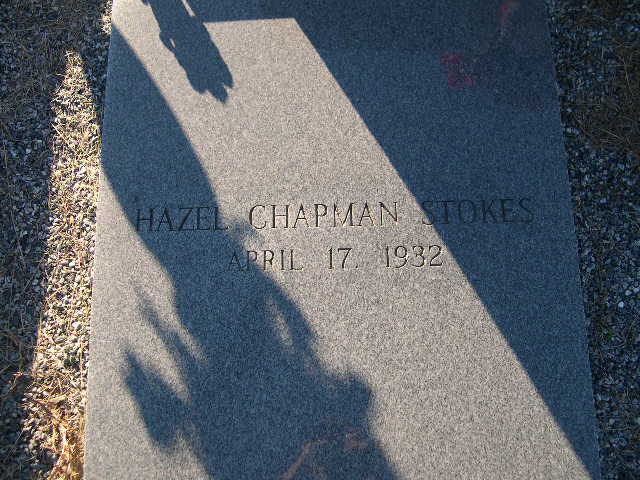 HAZEL CHAPMAN STOKES
APRIL 17, 1932